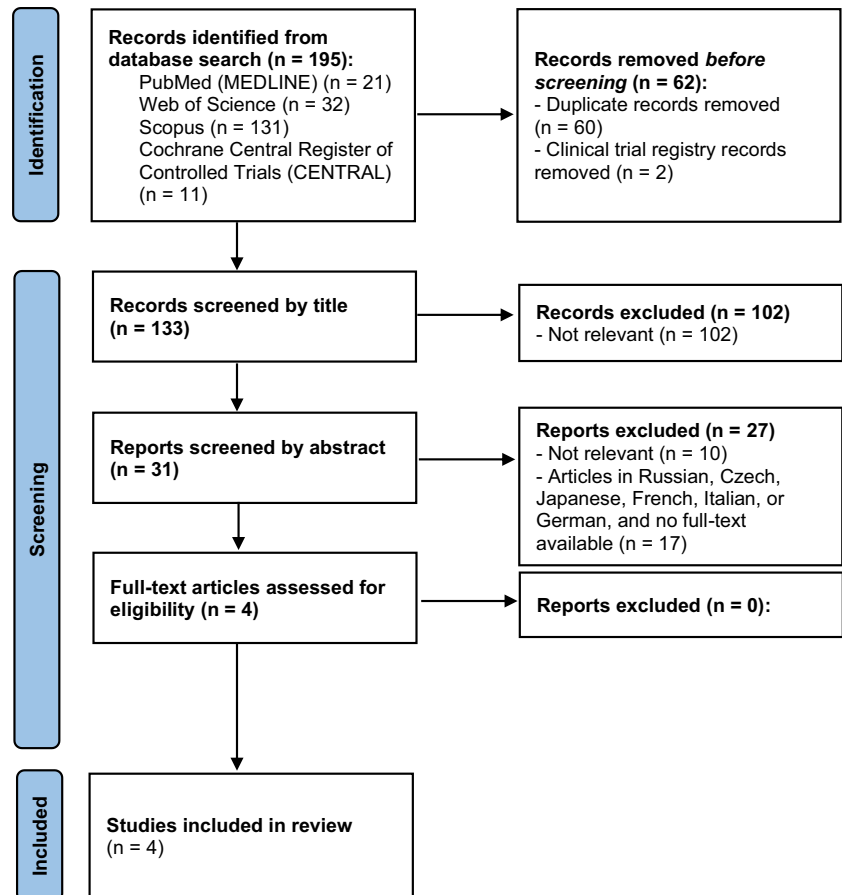 Identification
Records identified from
database search (n = 195):
PubMed (MEDLINE) (n = 21)
Web of Science (n = 32)
Scopus (n = 131)
Cochrane Central Register of
Controlled Trials (CENTRAL)
(n = 11)
Records removed before
screening (n = 62):
- Duplicate records removed
(n = 60)
- Clinical trial registry records
removed (n = 2)
Screening
Records screened by title
(n = 133)
Records excluded (n = 102)
- Not relevant (n = 102)
Reports screened by abstract
(n = 31)
Reports excluded (n = 27)
- Not relevant (n = 10)
- Articles in Russian, Czech,
Japanese, French, Italian, or
German, and no full-text
available (n = 17)
Full-text articles assessed for
eligibility (n = 4)
Reports excluded (n = 0):
Included
Studies included in review
(n = 4)